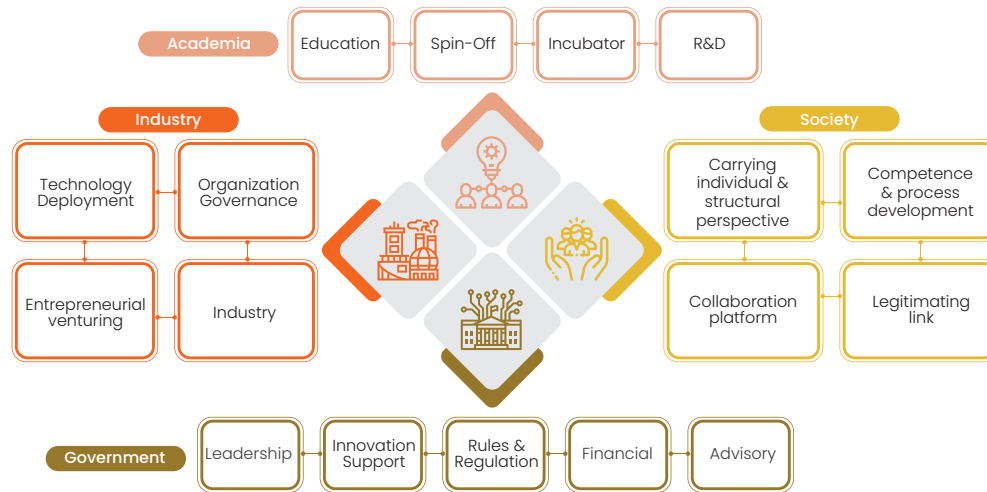 Academia
Education
Spin-Off
Incubator
R&D
Industry
Technology
Deployment
Organization
Governance
Entrepreneurial
venturing
Industry
Society
Carrying
individual &
structural
perspective
Competence
& process
development
Collaboration
platform
Legitimating
link
Government
Leadership
Innovation
Support
Rules &
Regulation
Financial
Advisory